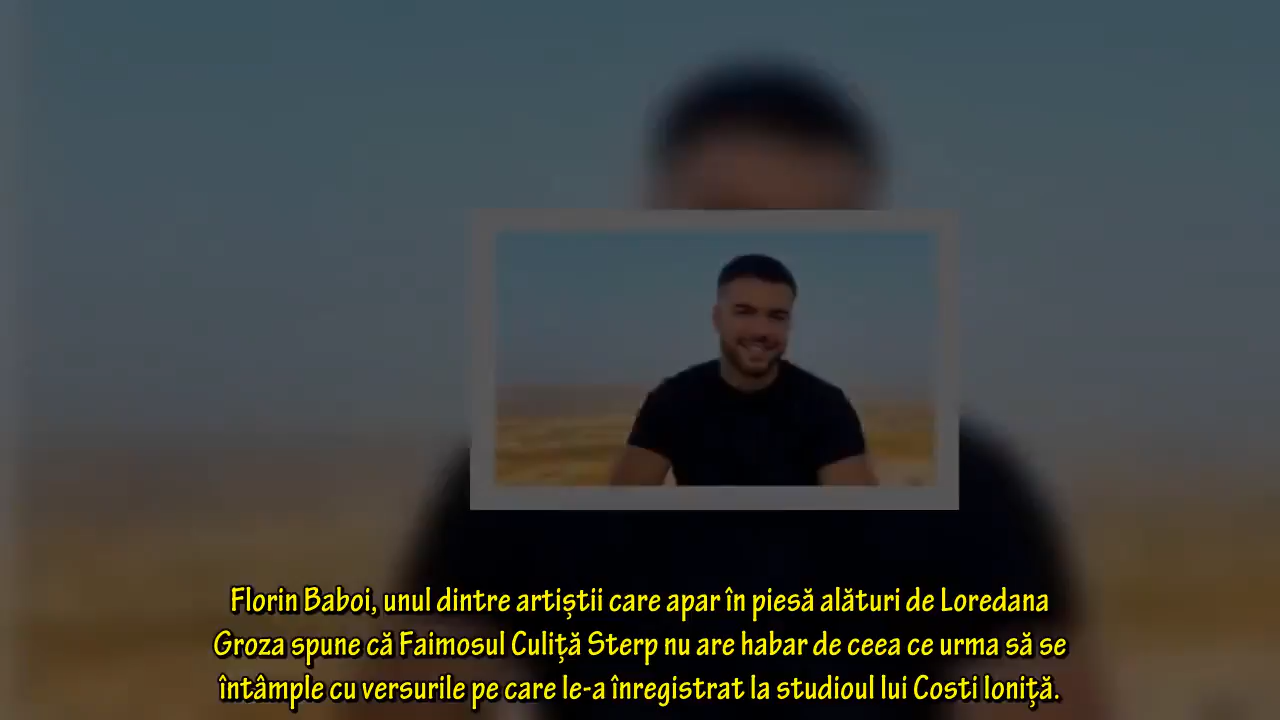 Florin Baboi, unul dintre artiștii care apar în piesă alături de Loredana
Groza spune că Faimosul Culiță Sterp nu are habar de ceea ce urma să se
întâmple cu versurile pe care le-a înregistrat la studioul lui Costi Ioniță.